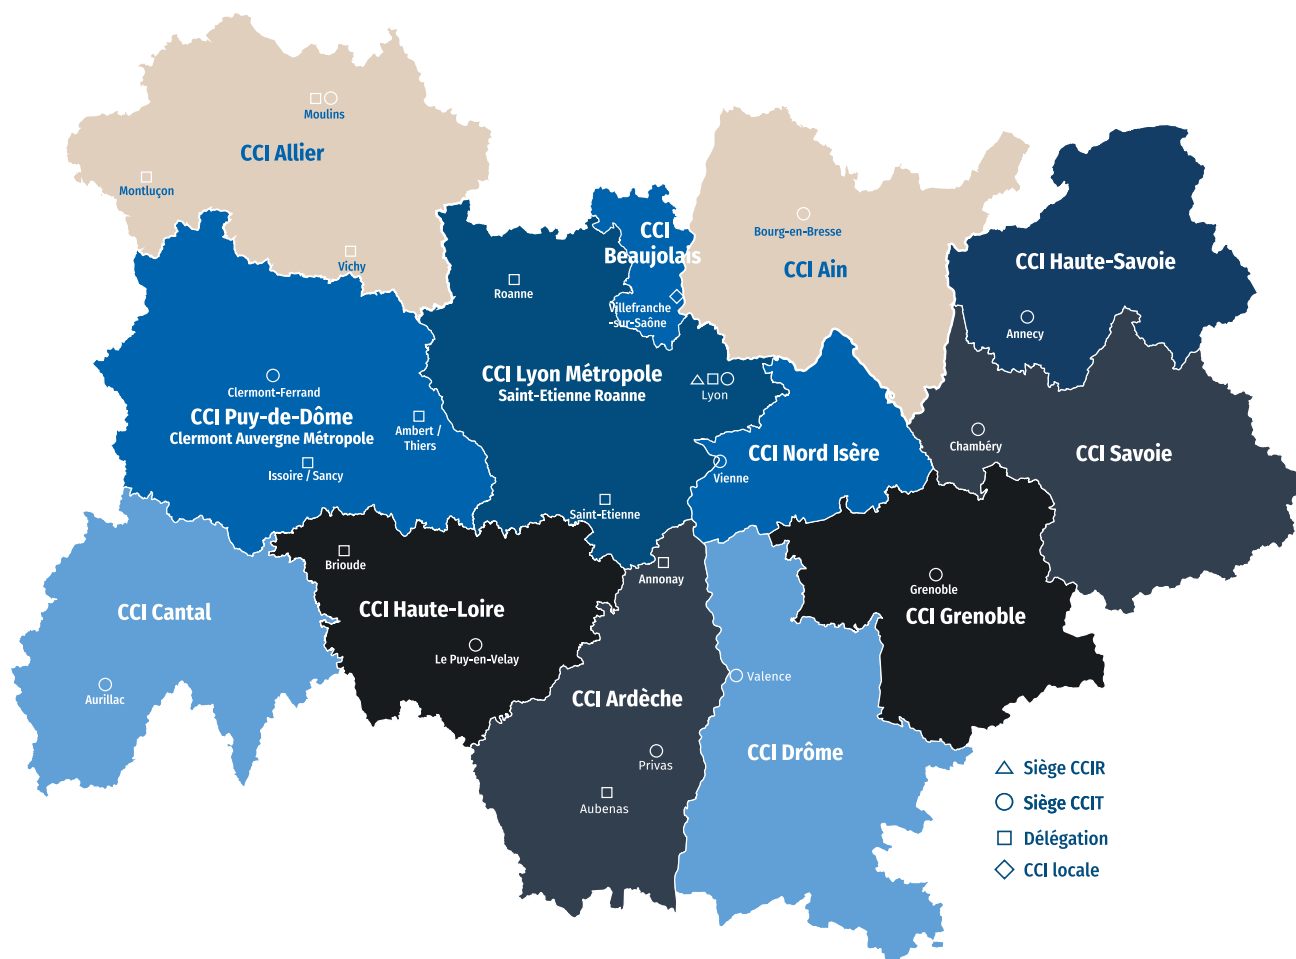 Moulins
CCI Allier
Montluçon
Vichy
CCI
Beaujolais
Villefranche
-sur-Saône
Bourg-en-Bresse
CCI Ain
CCI Haute-Savoie
Annecy
Roanne
CCI Lyon Métropole
Saint-Etienne Roanne
Lyon
Saint-Etienne
Clermont-Ferrand
CCI Puy-de-Dôme
Clermont Auvergne Métropole
Ambert /
Thiers
Issoire / Sancy
CCI Nord Isère
Vienne
Chambéry
CCI Savoie
Brioude
CCI Haute-Loire
Le Puy-en-Velay
CCI Cantal
Aurillac
Annonay
CCI Ardèche
Privas
Aubenas
Valence
CCI Drôme
Grenoble
CCI Grenoble
Siège CCIR
Siège CCIT
Délégation
CCI locale